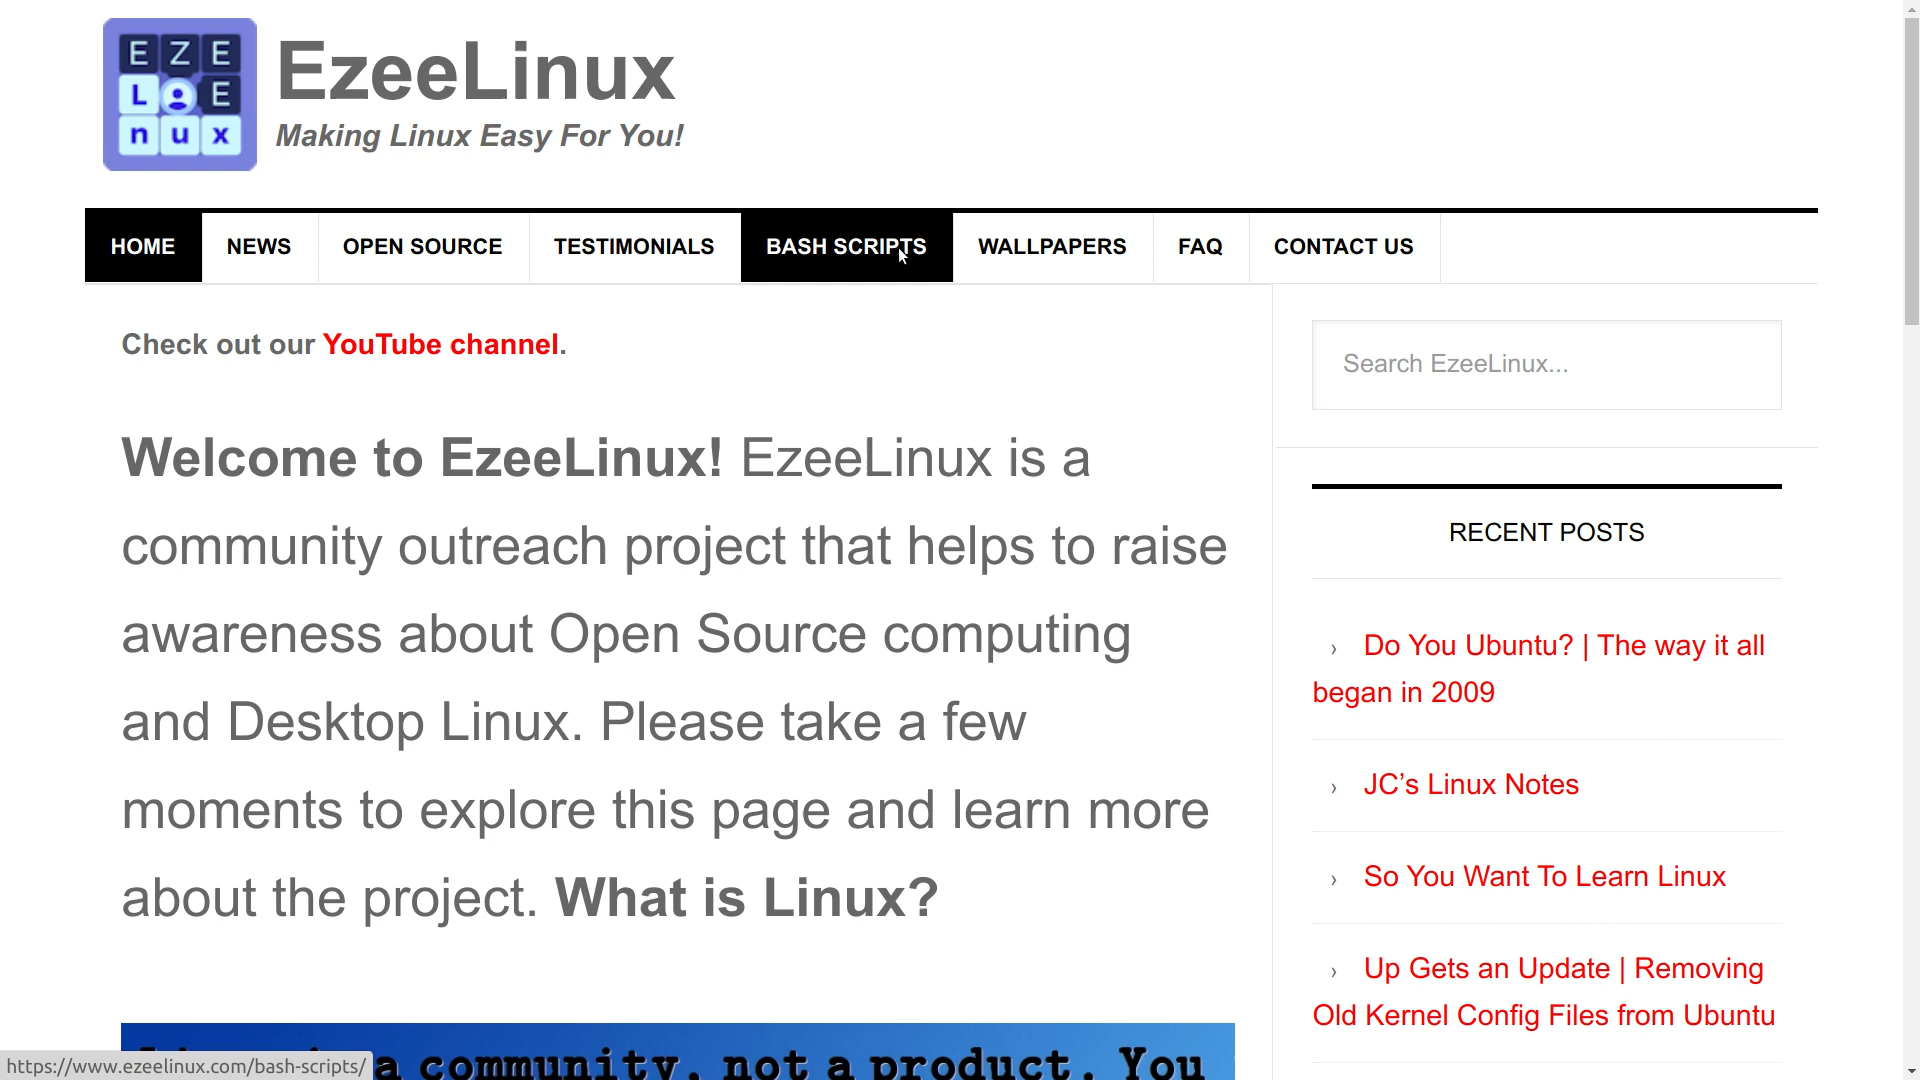 EZE
L E
nux
EzeeLinux
Making Linux Easy For You!
HOME NEWS OPEN SOURCE TESTIMONIALS BASH SCRIPTS WALLPAPERS FAQ CONTACT US
Check out our YouTube channel.
Welcome to EzeeLinux! EzeeLinux is a
community outreach project that helps to raise
awareness about Open Source computing
and Desktop Linux. Please take a few
moments to explore this page and learn more
about the project. What is Linux?
a community, not a product. You
https://www.ezeelinux.com/bash-scripts/
Search EzeeLinux...
RECENT POSTS
› Do You Ubuntu? | The way it all
began in 2009
› JC’s Linux Notes
› So You Want To Learn Linux
› Up Gets an Update | Removing
Old Kernel Config Files from Ubuntu